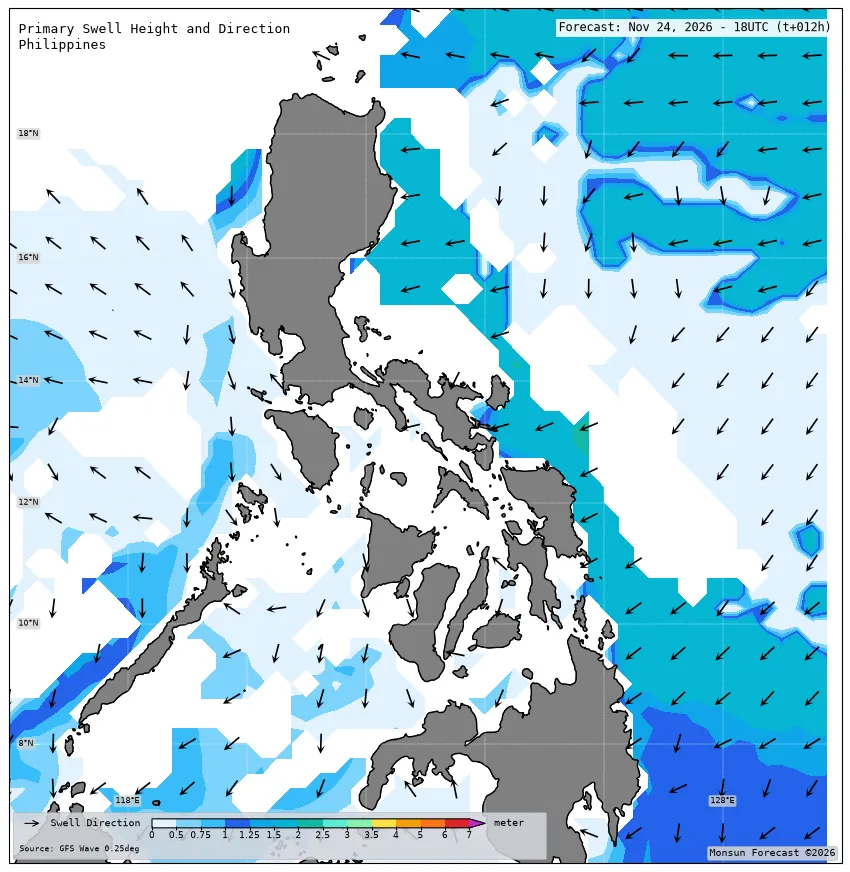 Primary Swell Height and Direction
Philippines
Forecast: Nov 24, 2026 - 18UTC (t+012h)
18°N
16°N
14°N
12°N
10°N
8°N
118°E
128°E
Swell Direction
0 0.5 0.75 1 1.25 1.5 2 2.5 3 3.5 4 5 6 7
meter
Source: GFS Wave 0.25deg
Monsun Forecast ©2026